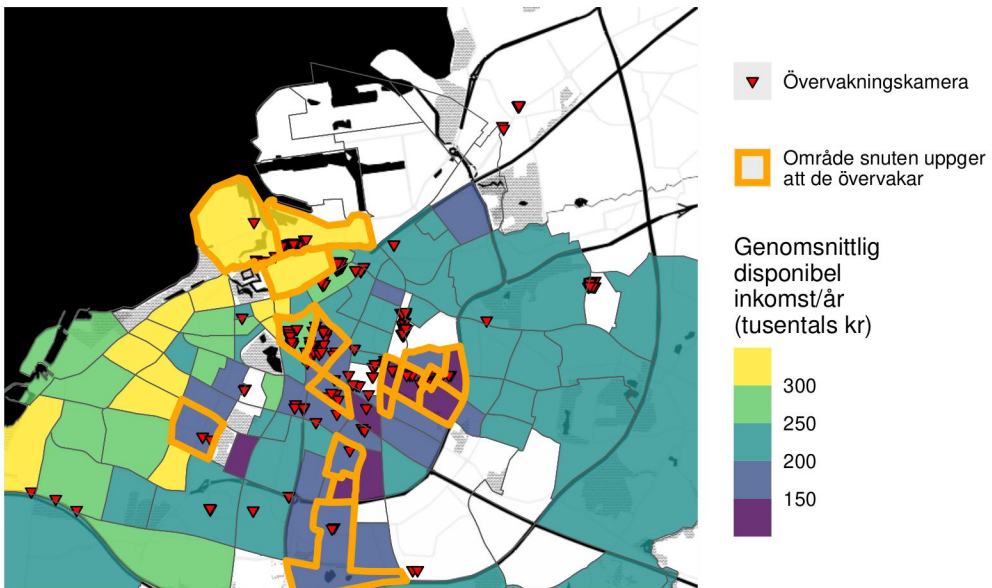 Övervakningskamera
Område snuten uppger
att de övervakar
Genomsnittlig
disponibel
inkomst/år
(tusentals kr)
300
250
200
150